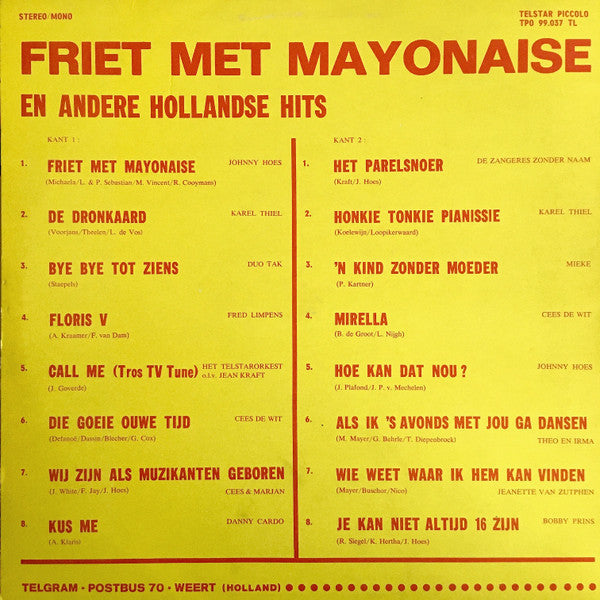 STEREO/MONO
TELSTAR PICCOLO
TPO 99.037 TL
FRIET MET MAYONAISE
EN ANDERE HOLLANDSE HITS
KANT 1 :
1. FRIET MET MAYONAISE JOHNNY HOES
(Michaela/L. & P. Sebastian/M. Vincent/R. Cooymans)
2. DE DRONKAARD KAREL THIEL
(Voorjans/Theelen/L. de Vos)
3. BYE BYE TOT ZIENS DUO TAK
(Staepels)
4. FLORIS V FRED LIMPENS
(A. Kraamer/F. van Dam)
5. CALL ME (Tros TV Tune) HET TELSTARORKEST
o.l.v. JEAN KRAFT
(J. Goverde)
6. DIE GOEIE OUWE TIJD CEES DE WIT
(Defanoë/Dassin/Blecher/G. Cox)
7. WIJ ZIJN ALS MUZIKANTEN GEBOREN
(J. White/F. Jay/J. Hoes) CEES & MARJAN
8. KUS ME DANNY CARDO
(A. Klaris)
KANT 2 :
1. HET PARELSNOER DE ZANGERES ZONDER NAAM
(Kraft/J. Hoes)
2. HONKIE TONKIE PIANISSIE KAREL THIEL
(Koelewijn/Loopikerwaard)
3. 'N KIND ZONDER MOEDER MIEKE
(P. Kartner)
4. MIRELLA CEES DE WIT
(B. de Groot/L. Nijgh)
5. HOE KAN DAT NOU? JOHNNY HOES
(J. Plafond/J. P. v. Mechelen)
6. ALS IK 'S AVONDS MET JOU GA DANSEN
(M. Mayer/G. Behrle/T. Diepenbroek) THEO EN IRMA
7. WIE WEET WAAR IK HEM KAN VINDEN
(Mayer/Buschor/Nico) JEANETTE VAN ZUTPHEN
8. JE KAN NIET ALTIJD 16 ZIJN BOBBY PRINS
(R. Siegel/K. Hertha/J. Hoes)
TELGRAM • POSTBUS 70 • WEERT (HOLLAND)